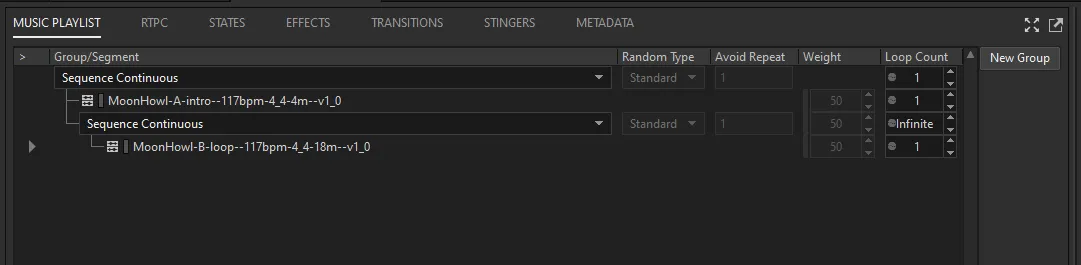 MUSIC PLAYLIST RTPC STATES EFFECTS TRANSITIONS STINGERS METADATA
> Group/Segment Random Type Avoid Repeat Weight Loop Count New Group
Sequence Continuous Standard 1 1
MoonHowl-A-intro--117bpm-4_4-4m--v1_0 50 1
Sequence Continuous Standard 1 50 Infinite
MoonHowl-B-loop--117bpm-4_4-18m--v1_0 50 1